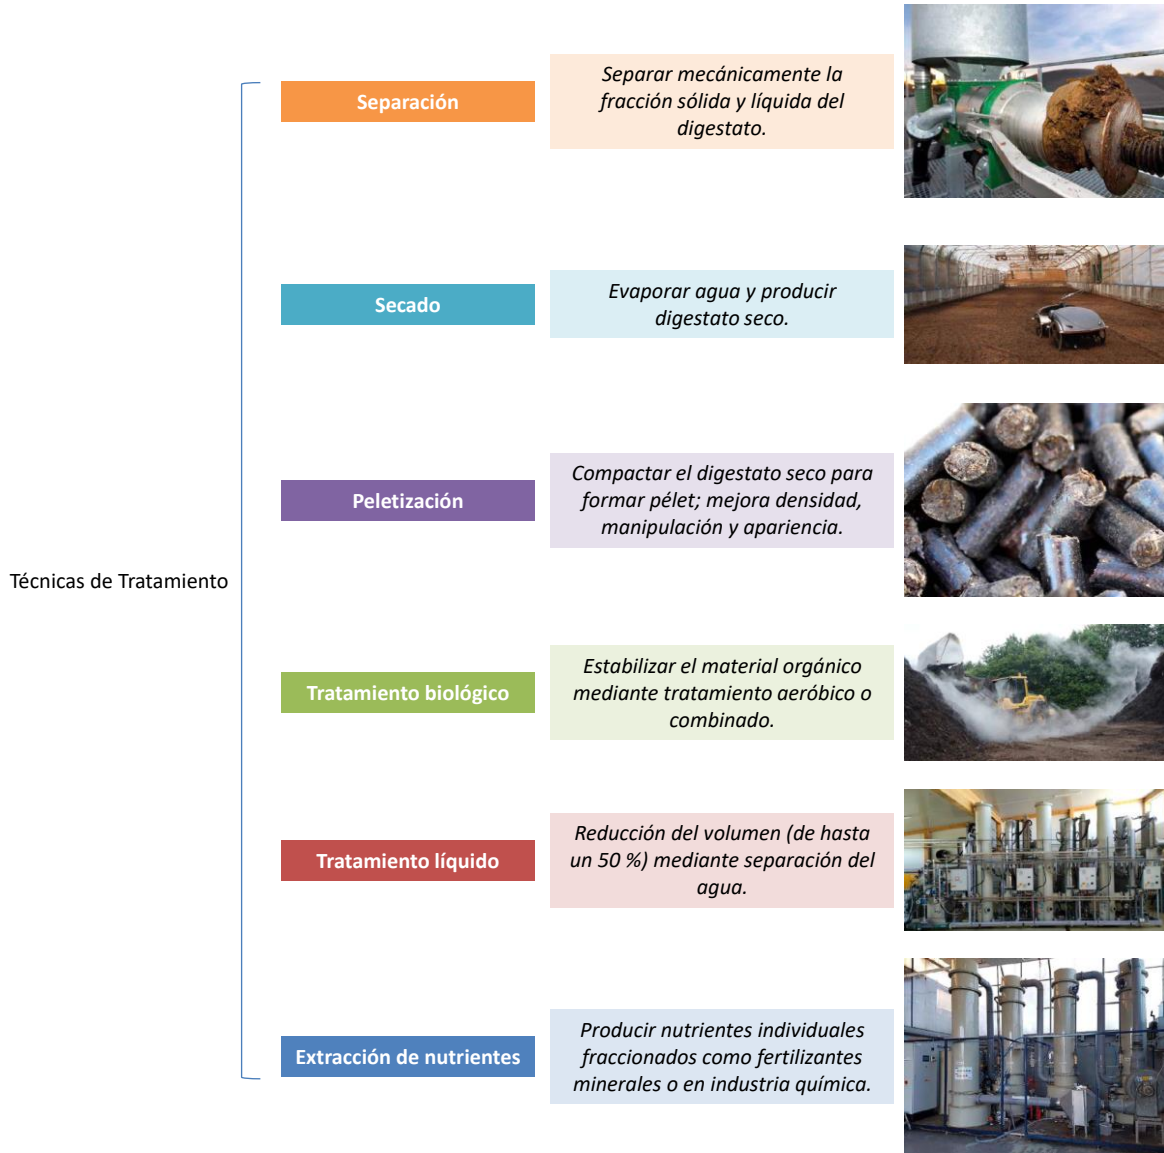 Técnicas de Tratamiento
Separación
Separar mecánicamente la
fracción sólida y líquida del
digestato.
Secado
Evaporar agua y producir
digestato seco.
Peletización
Compactar el digestato seco para
formar pélet; mejora densidad,
manipulación y apariencia.
Tratamiento biológico
Estabilizar el material orgánico
mediante tratamiento aeróbico o
combinado.
Tratamiento líquido
Reducción del volumen (de hasta
un 50 %) mediante separación del
agua.
Extracción de nutrientes
Producir nutrientes individuales
fraccionados como fertilizantes
minerales o en industria química.